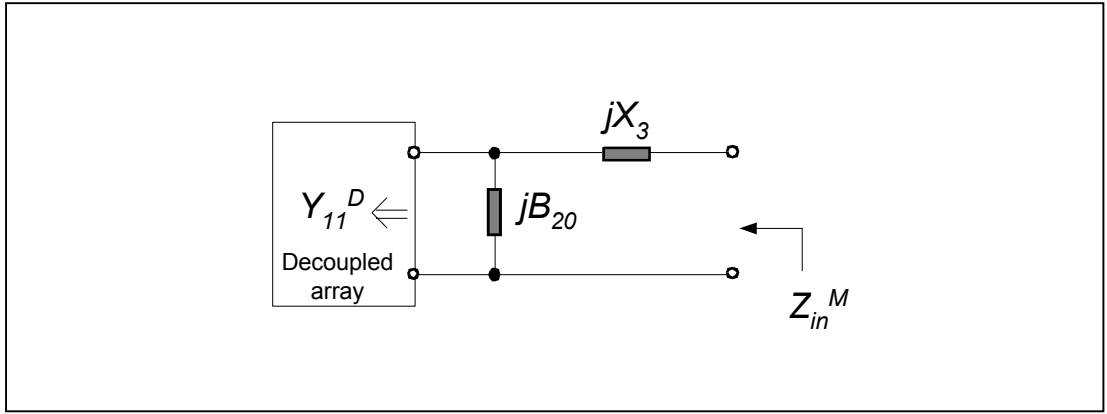 jX₃
Y₁₁ᴰ
jB₂₀
Decoupled
array
Zᵢₙᴹ